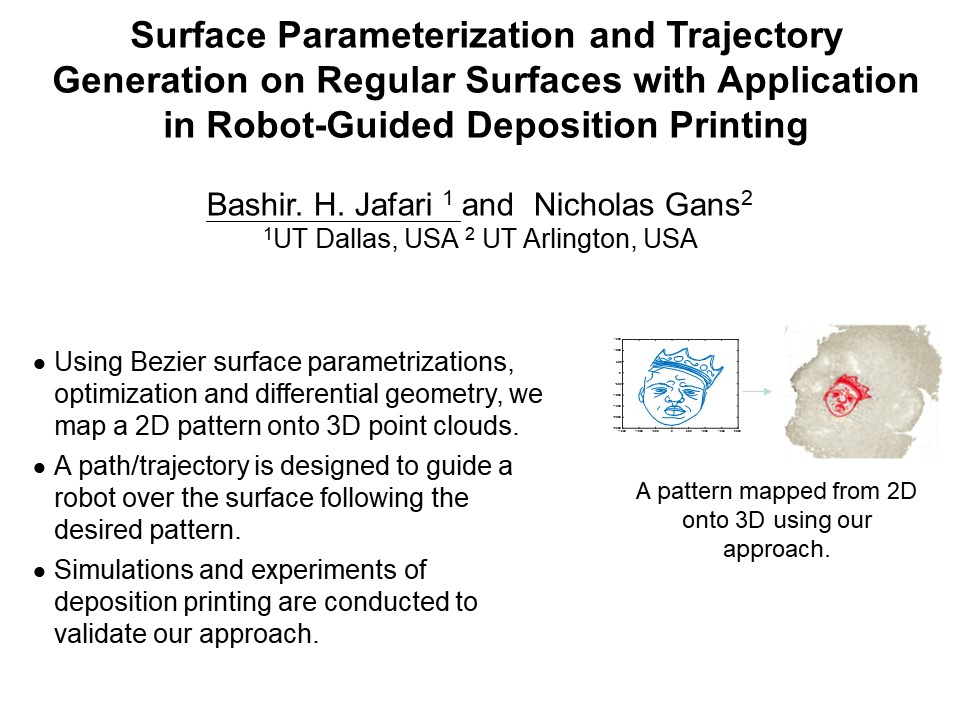 Surface Parameterization and Trajectory
Generation on Regular Surfaces with Application
in Robot-Guided Deposition Printing
Bashir. H. Jafari ¹ and Nicholas Gans²
¹UT Dallas, USA ² UT Arlington, USA
● Using Bezier surface parametrizations,
optimization and differential geometry, we
map a 2D pattern onto 3D point clouds.
● A path/trajectory is designed to guide a
robot over the surface following the
desired pattern.
● Simulations and experiments of
deposition printing are conducted to
validate our approach.
A pattern mapped from 2D
onto 3D using our
approach.